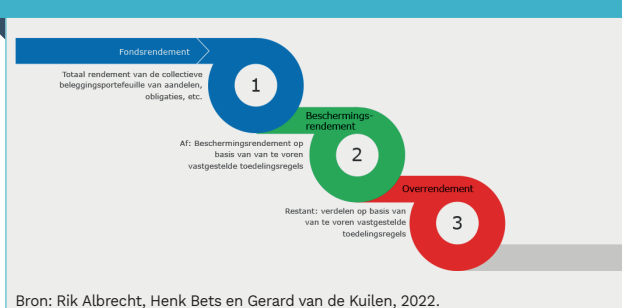 Fondsrendement
1
Totaal rendement van de collectieve
beleggingsportefeuille van aandelen,
obligaties, etc.
Beschermings-
rendement
2
Af: Beschermingsrendement op
basis van van te voren
vastgestelde toedelingsregels
Overrendement
3
Restant: verdelen op basis van
van te voren vastgestelde
toedelingsregels
Bron: Rik Albrecht, Henk Bets en Gerard van de Kuilen, 2022.